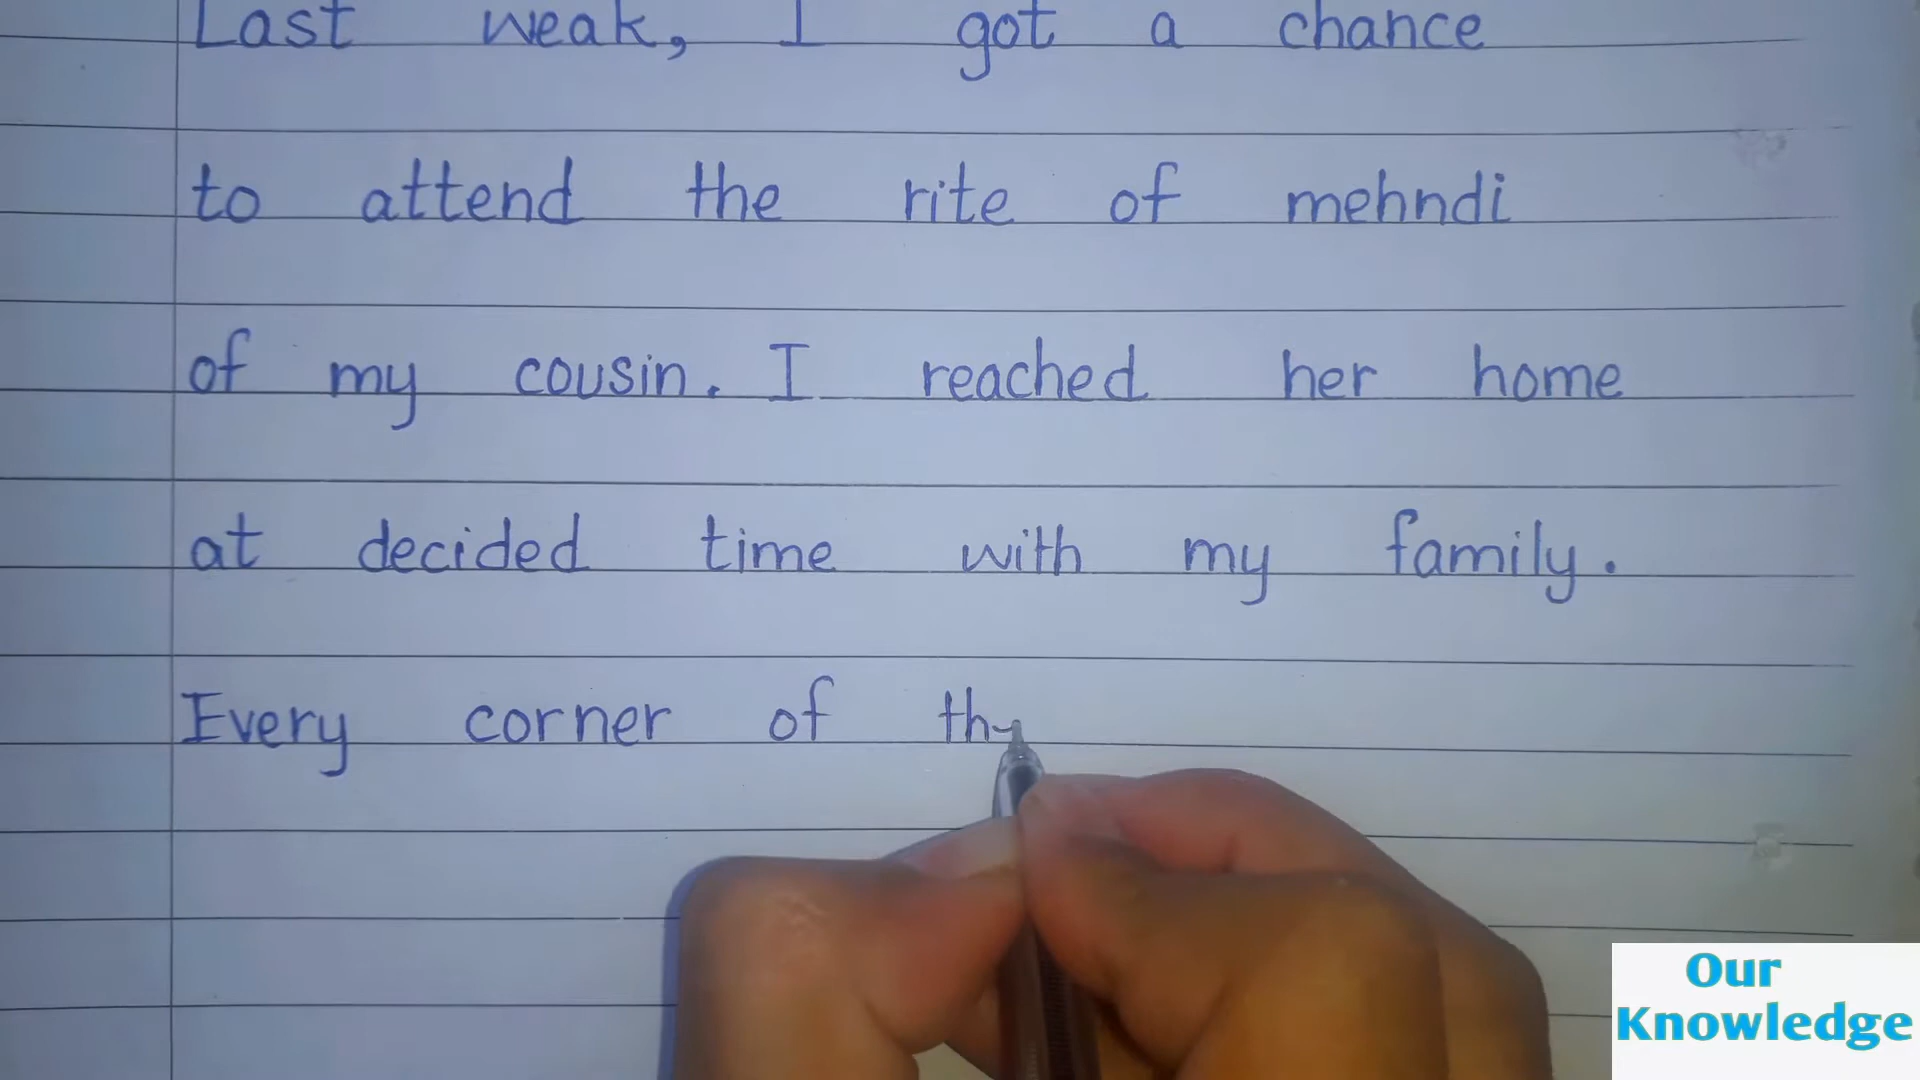 Last weak, I got a chance
to attend the rite of mehndi
of my cousin. I reached her home
at decided time with my family.
Every corner of
Our
Knowledge